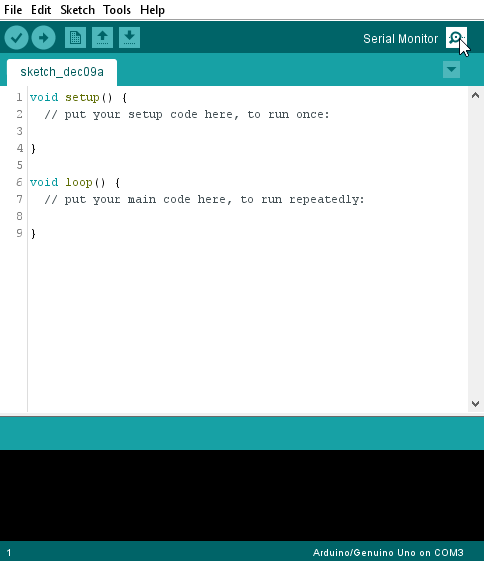 File Edit Sketch Tools Help
Serial Monitor
sketch_dec09a
1 void setup() {
2   // put your setup code here, to run once:
3
4 }
5
6 void loop() {
7   // put your main code here, to run repeatedly:
8
9 }
1 Arduino/Genuino Uno on COM3